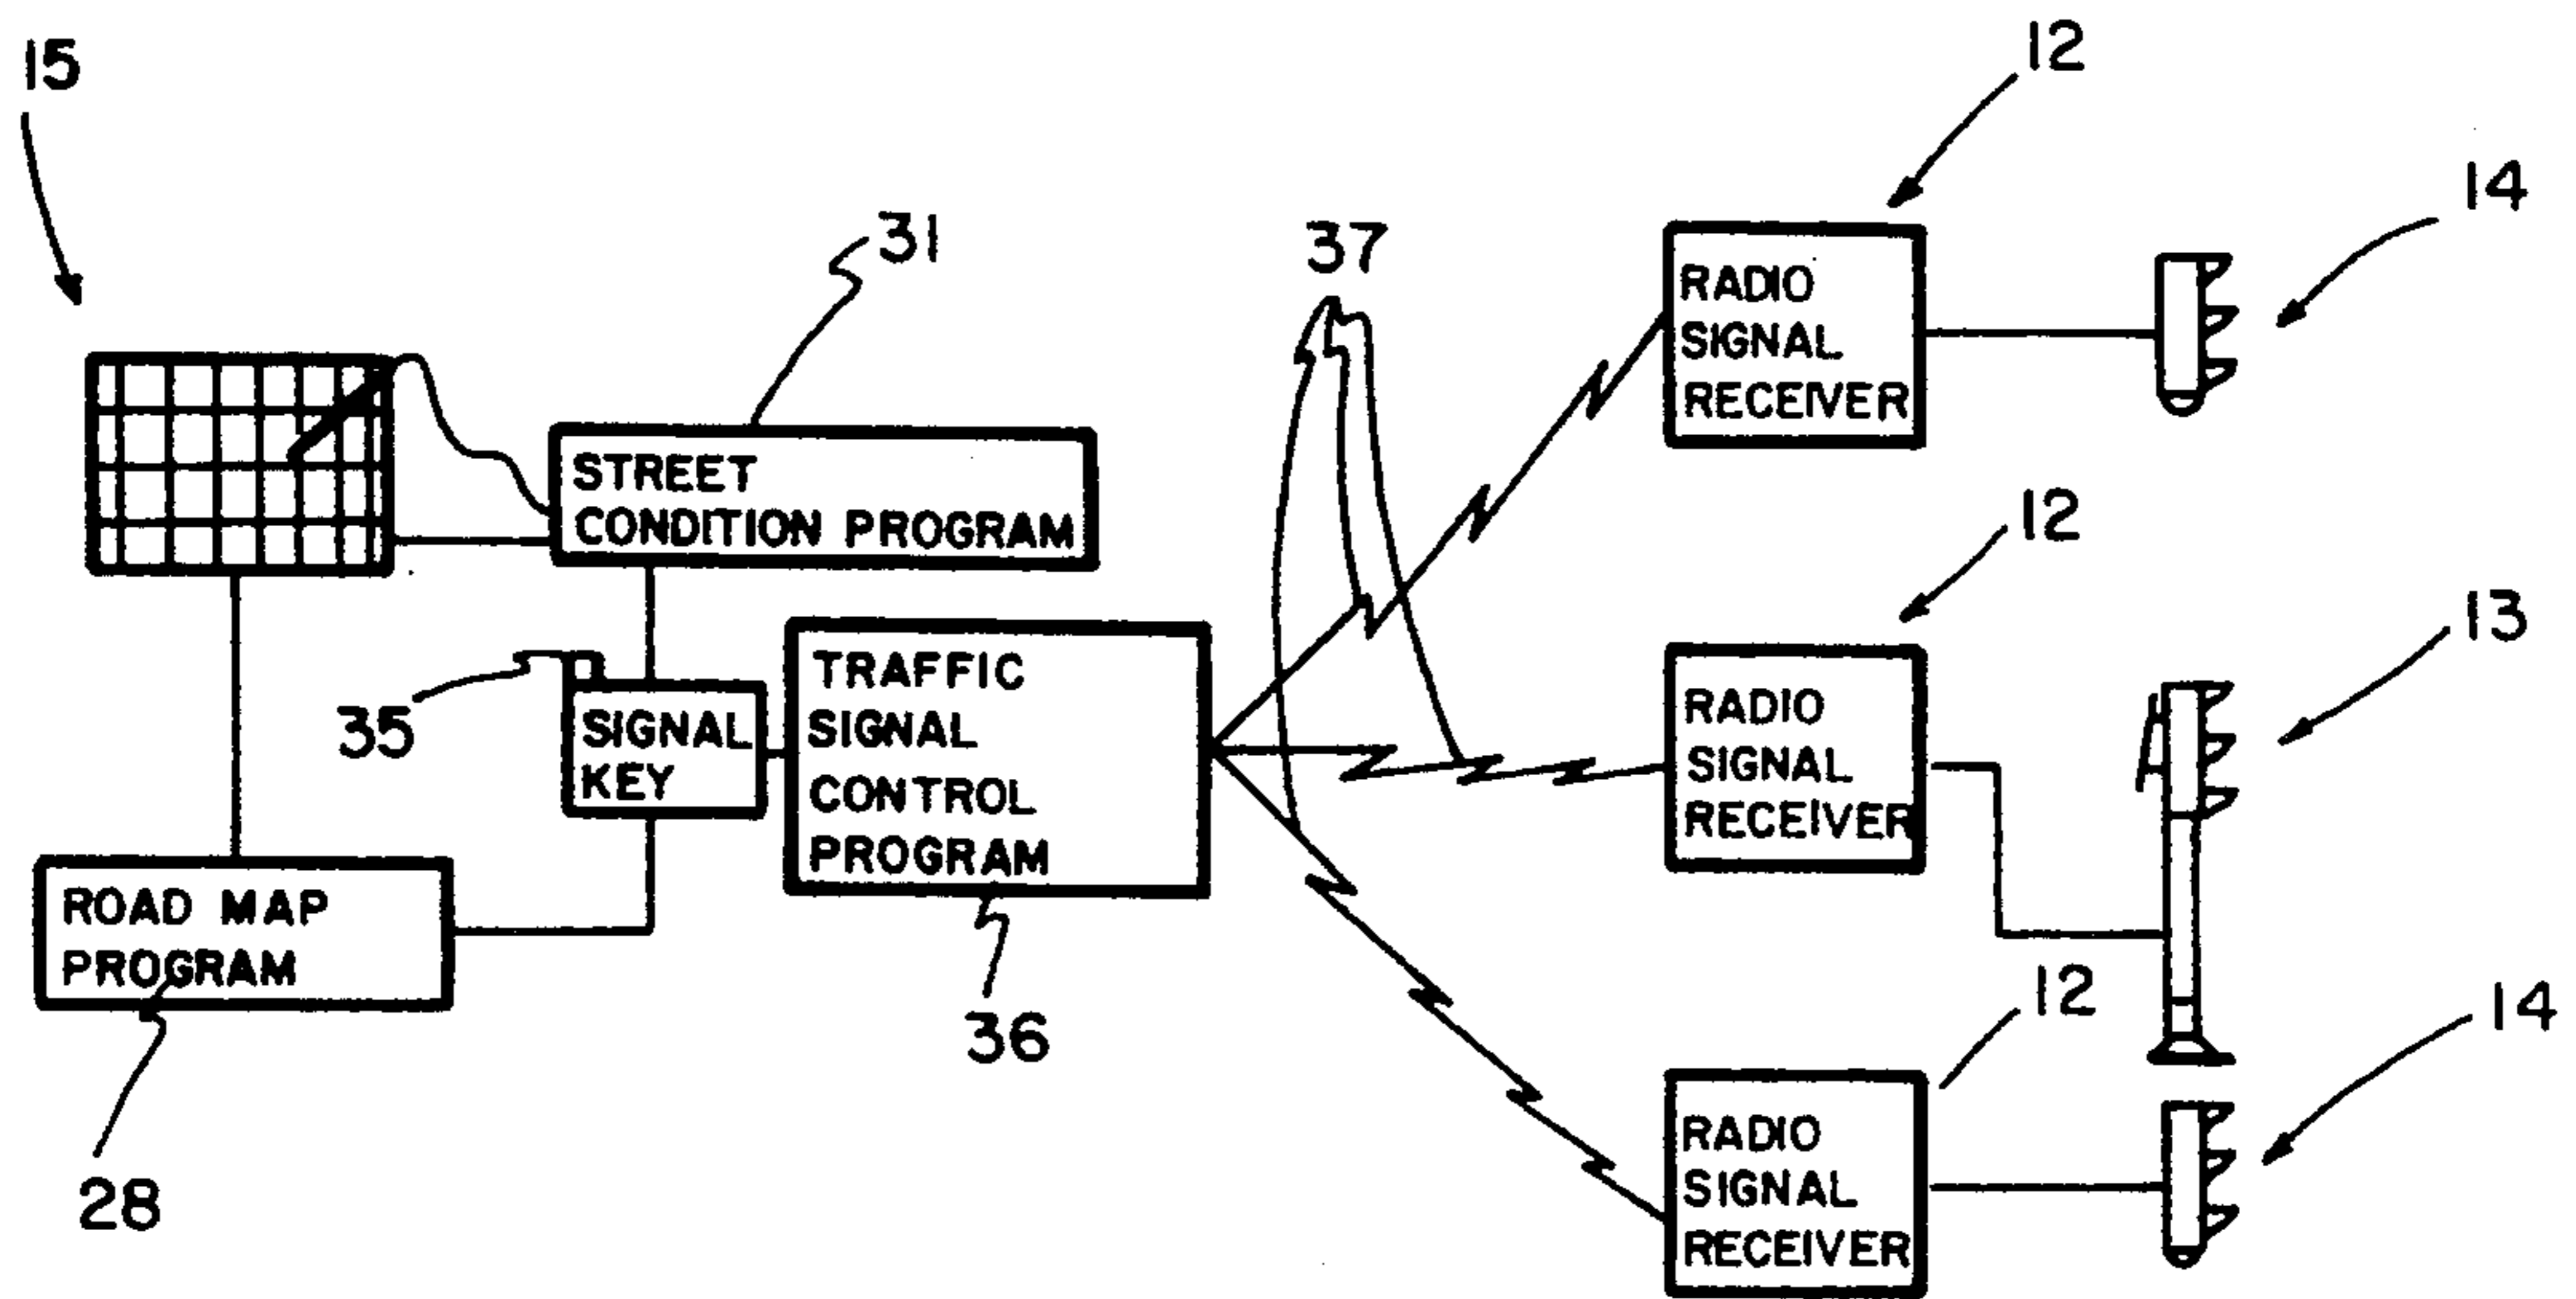 15
12
14
31
37
RADIO
SIGNAL
RECEIVER
STREET
CONDITION PROGRAM
12
13
35
SIGNAL
KEY
TRAFFIC
SIGNAL
CONTROL
PROGRAM
RADIO
SIGNAL
RECEIVER
ROAD MAP
PROGRAM
36
12
14
28
RADIO
SIGNAL
RECEIVER